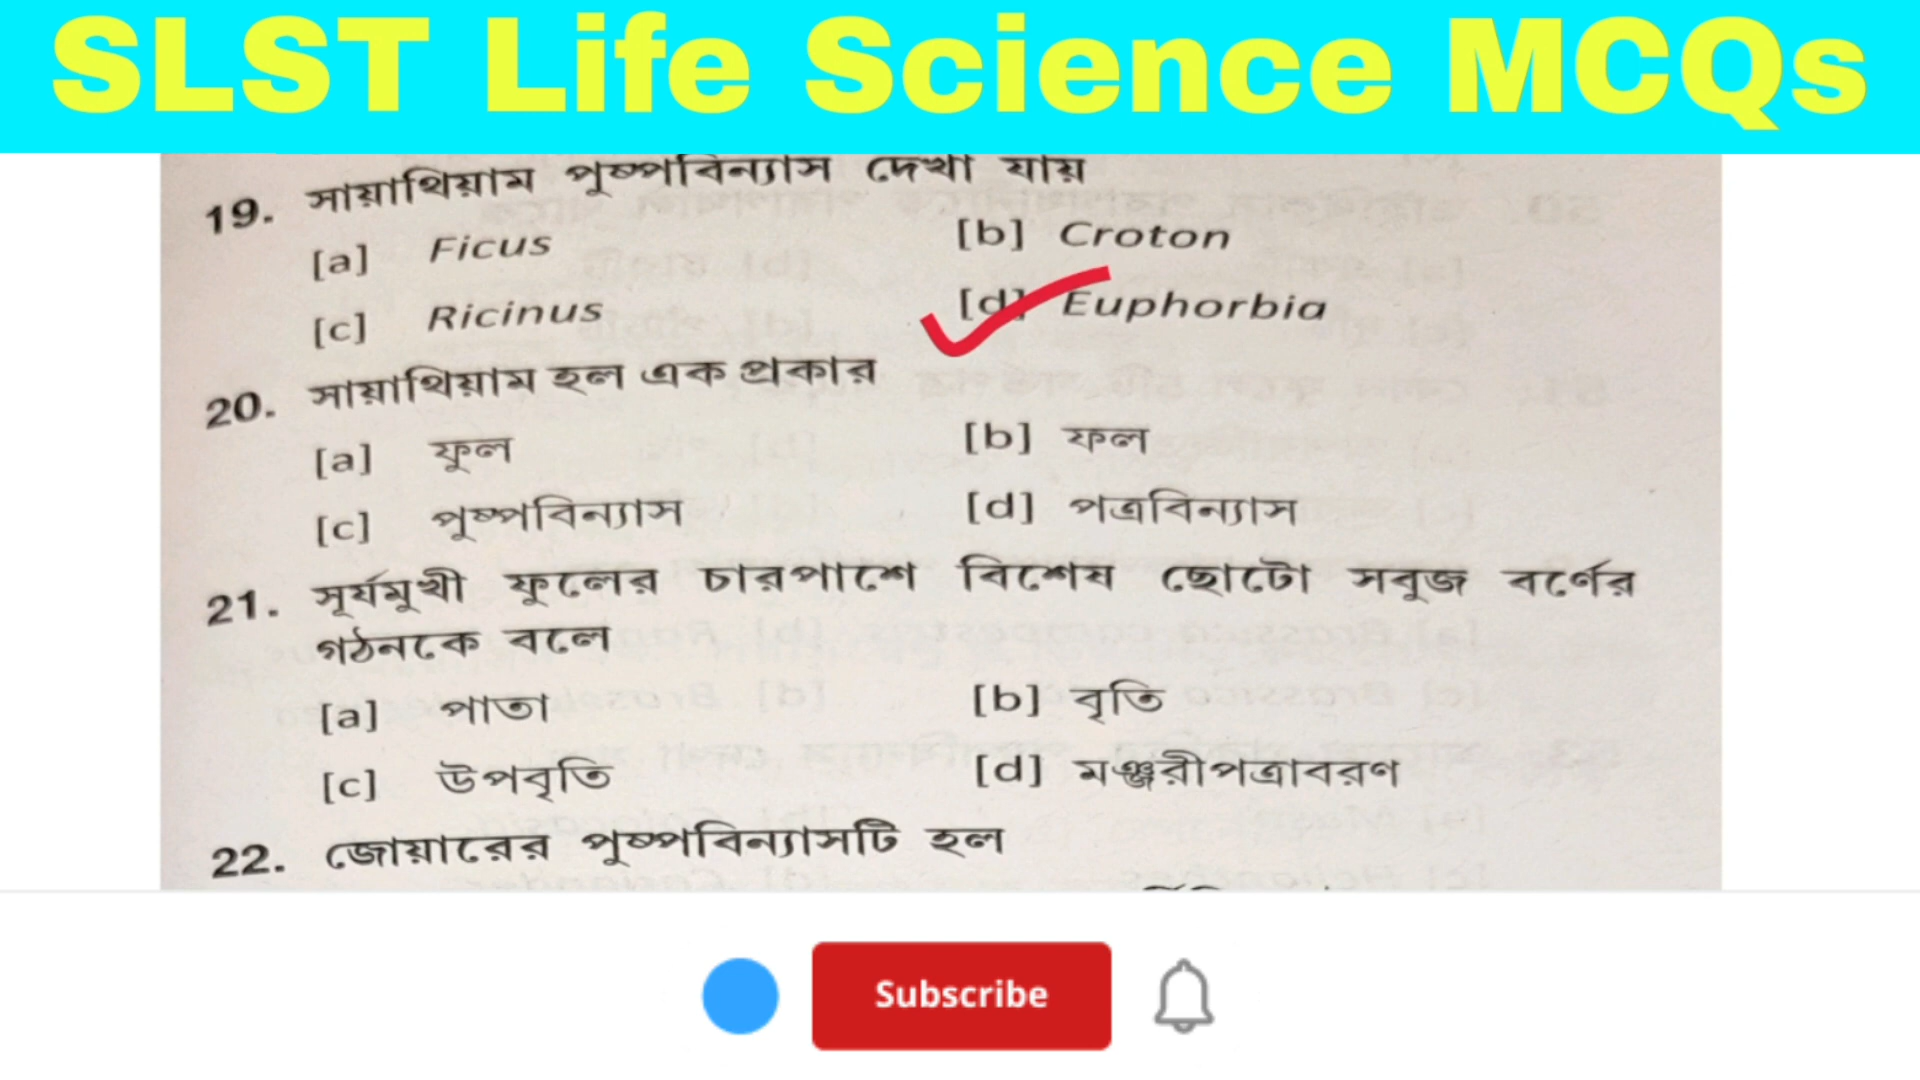 SLST Life Science MCQs
19. সায়াথিয়াম পুষ্পবিন্যাস দেখা যায়
[a] Ficus [b] Croton
[c] Ricinus [d] Euphorbia
20. সায়াথিয়াম হল এক প্রকার
[a] ফুল [b] ফল
[c] পুষ্পবিন্যাস [d] পত্রবিন্যাস
21. সূর্যমুখী ফুলের চারপাশে বিশেষ ছোটো সবুজ বর্ণের
গঠনকে বলে
[a] পাতা [b] বৃতি
[c] উপবৃতি [d] মঞ্জরীপত্রাবরণ
22. জোয়ারের পুষ্পবিন্যাসটি হল
Subscribe